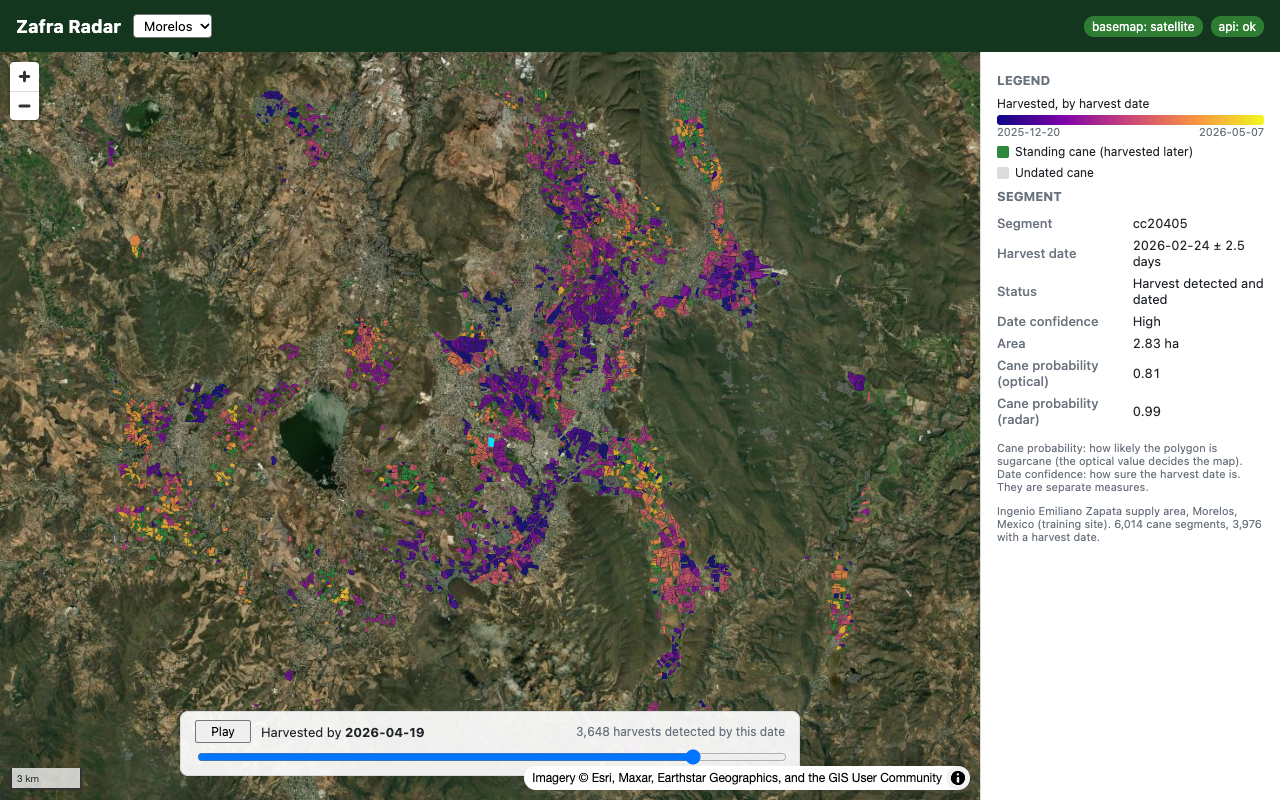 Zafra Radar
Morelos
basemap: satellite
api: ok
+
−
LEGEND
Harvested, by harvest date
2025-12-20
2026-05-07
Standing cane (harvested later)
Undated cane
SEGMENT
Segment
cc20405
Harvest date
2026-02-24 ± 2.5
days
Status
Harvest detected and
dated
Date confidence
High
Area
2.83 ha
Cane probability
(optical)
0.81
Cane probability
(radar)
0.99
Cane probability: how likely the polygon is
sugarcane (the optical value decides the map).
Date confidence: how sure the harvest date is.
They are separate measures.
Ingenio Emiliano Zapata supply area, Morelos,
Mexico (training site). 6,014 cane segments, 3,976
with a harvest date.
Play
Harvested by 2026-04-19
3,648 harvests detected by this date
3 km
Imagery © Esri, Maxar, Earthstar Geographics, and the GIS User Community